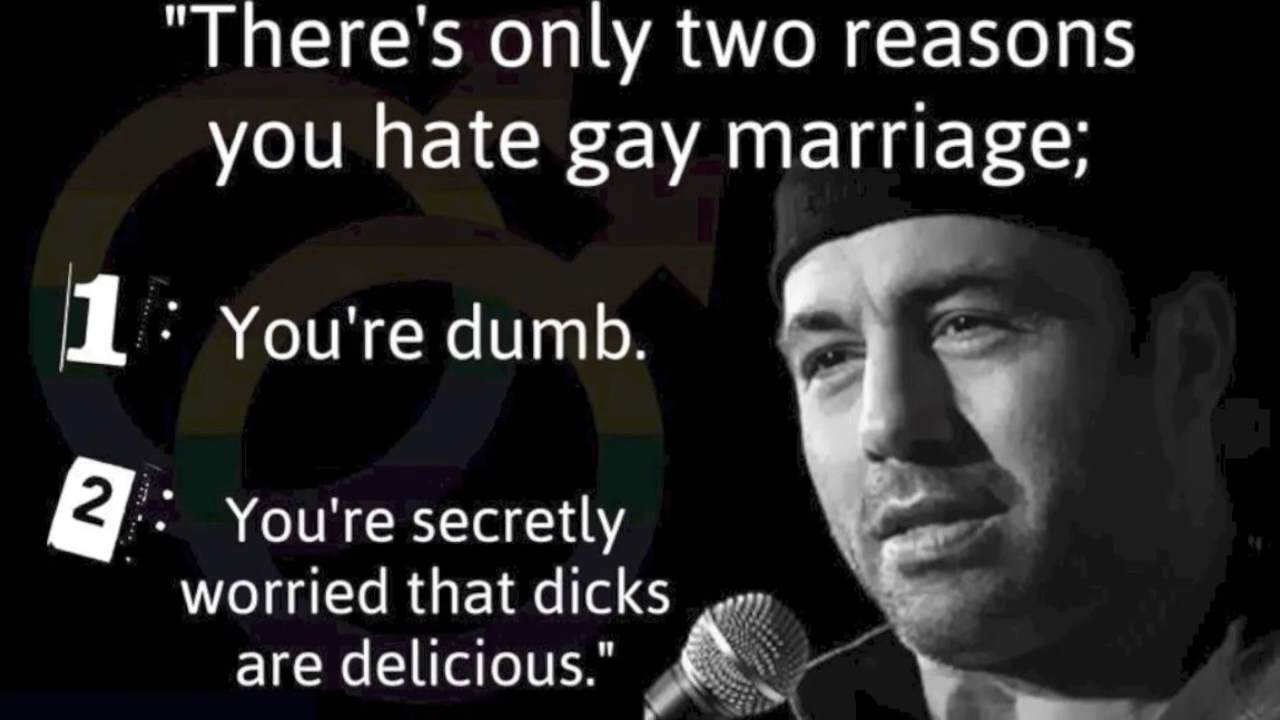 "There's only two reasons
you hate gay marriage;
1: You're dumb.
2: You're secretly
worried that dicks
are delicious."